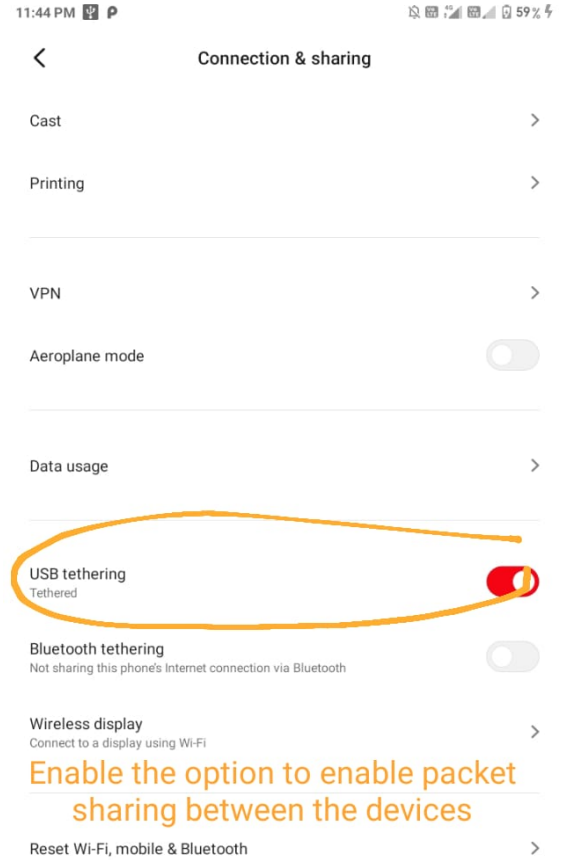 11:44 PM 59%
Connection & sharing
Cast
Printing
VPN
Aeroplane mode
Data usage
USB tethering
Tethered
Bluetooth tethering
Not sharing this phone's Internet connection via Bluetooth
Wireless display
Connect to a display using Wi-Fi
Enable the option to enable packet
sharing between the devices
Reset Wi-Fi, mobile & Bluetooth